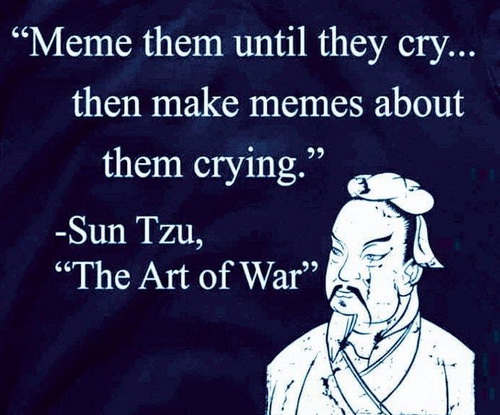 “Meme them until they cry...
then make memes about
them crying.”
-Sun Tzu,
“The Art of War”